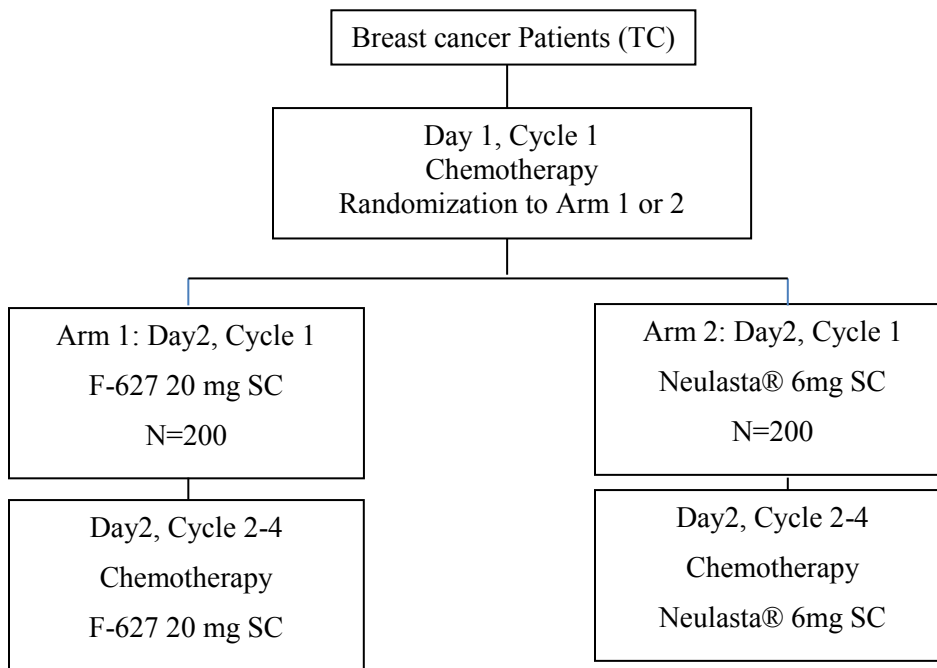 Breast cancer Patients (TC)
Day 1, Cycle 1
Chemotherapy
Randomization to Arm 1 or 2
Arm 1: Day2, Cycle 1
F-627 20 mg SC
N=200
Arm 2: Day2, Cycle 1
Neulasta® 6mg SC
N=200
Day2, Cycle 2-4
Chemotherapy
F-627 20 mg SC
Day2, Cycle 2-4
Chemotherapy
Neulasta® 6mg SC